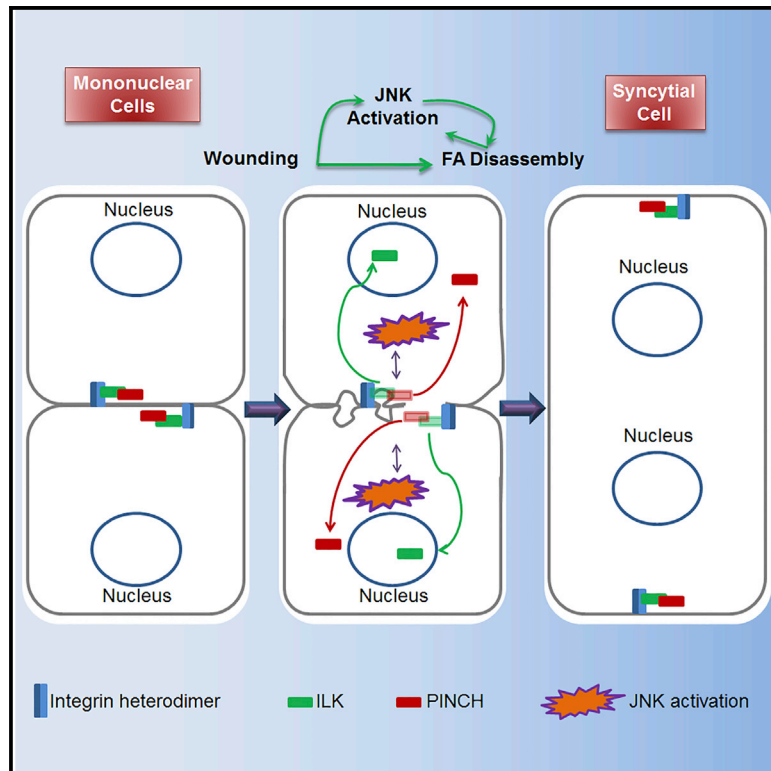 Mononuclear
Cells
JNK
Activation
Wounding
FA Disassembly
Syncytial
Cell
Nucleus
Nucleus
Nucleus
Nucleus
Nucleus
Nucleus
Integrin heterodimer
ILK
PINCH
JNK activation